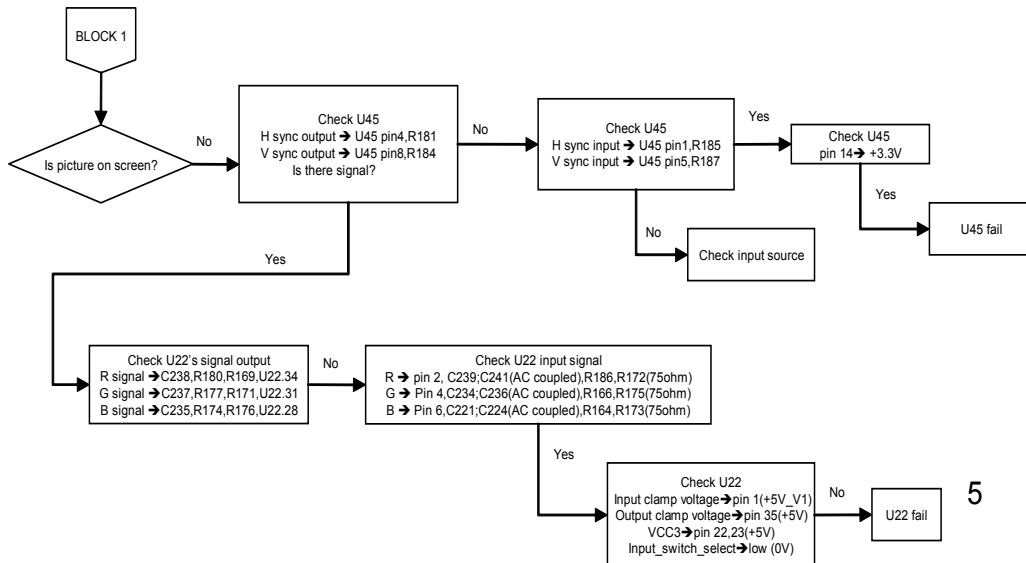 BLOCK 1
Is picture on screen?
No
Check U45
H sync output ➔ U45 pin4,R181
V sync output ➔ U45 pin8,R184
Is there signal?
No
Check U45
H sync input ➔ U45 pin1,R185
V sync input ➔ U45 pin5,R187
Yes
Check U45
pin 14➔ +3.3V
Yes
U45 fail
No
Check input source
Yes
Check U22's signal output
R signal ➔C238,R180,R169,U22.34
G signal ➔C237,R177,R171,U22.31
B signal ➔C235,R174,R176,U22.28
No
Check U22 input signal
R ➔ pin 2, C239;C241(AC coupled),R186,R172(75ohm)
G ➔ Pin 4,C234;C236(AC coupled),R166,R175(75ohm)
B ➔ Pin 6,C221;C224(AC coupled),R164,R173(75ohm)
Yes
Check U22
Input clamp voltage➔pin 1(+5V_V1)
Output clamp voltage➔pin 35(+5V)
VCC3➔pin 22,23(+5V)
Input_switch_select➔low (0V)
No
U22 fail
5